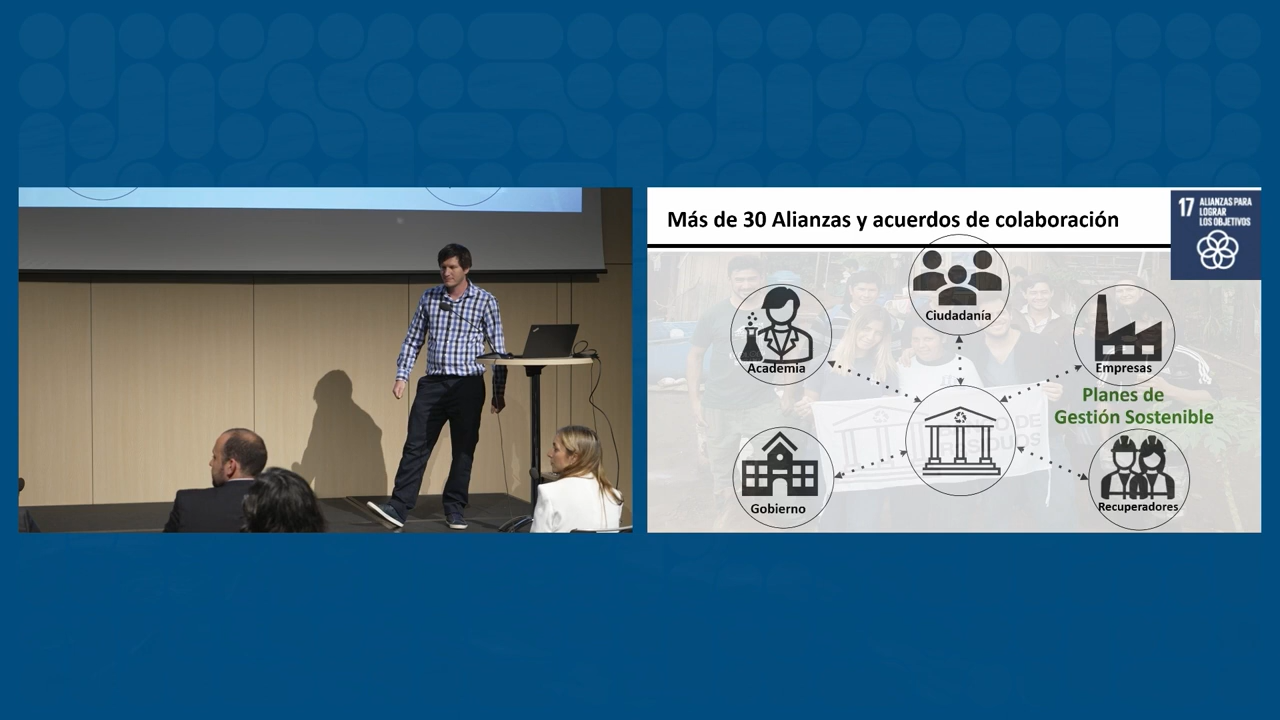 Más de 30 Alianzas y acuerdos de colaboración
17 ALIANZAS PARA
LOGRAR
LOS OBJETIVOS
Ciudadanía
Academia
Empresas
Planes de
Gestión Sostenible
Gobierno
Recuperadores